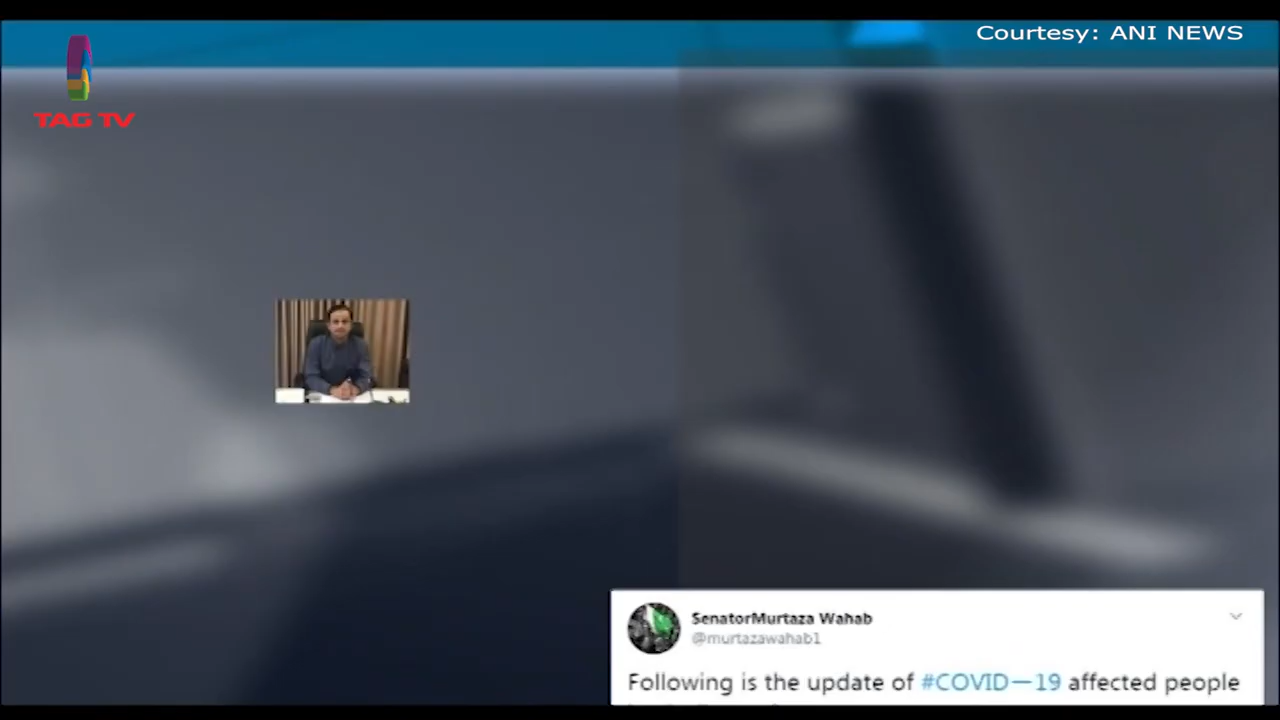 Courtesy: ANI NEWS
TAG TV
SenatorMurtaza Wahab
@murtazawahab1
Following is the update of #COVID—19 affected people